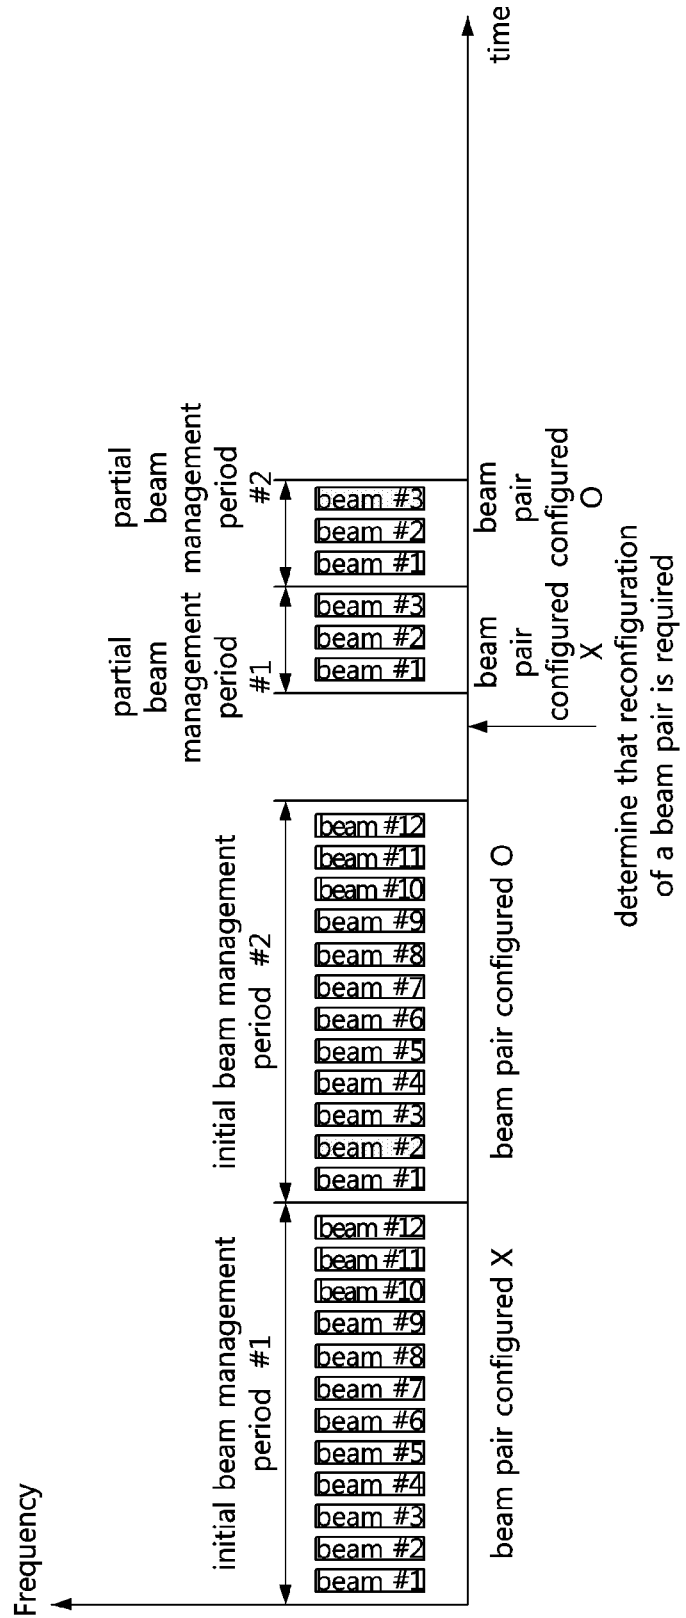 Frequency
initial beam management
period #1
initial beam management
period #2
partial
beam
management
period
#1
partial
beam
management
period
#2
beam #1
beam #2
beam #3
beam #4
beam #5
beam #6
beam #7
beam #8
beam #9
beam #10
beam #11
beam #12
beam #1
beam #2
beam #3
beam #4
beam #5
beam #6
beam #7
beam #8
beam #9
beam #10
beam #11
beam #12
beam #1
beam #2
beam #3
beam #1
beam #2
beam #3
time
beam pair configured X
beam pair configured O
beam
pair
configured
X
beam
pair
configured
O
determine that reconfiguration
of a beam pair is required